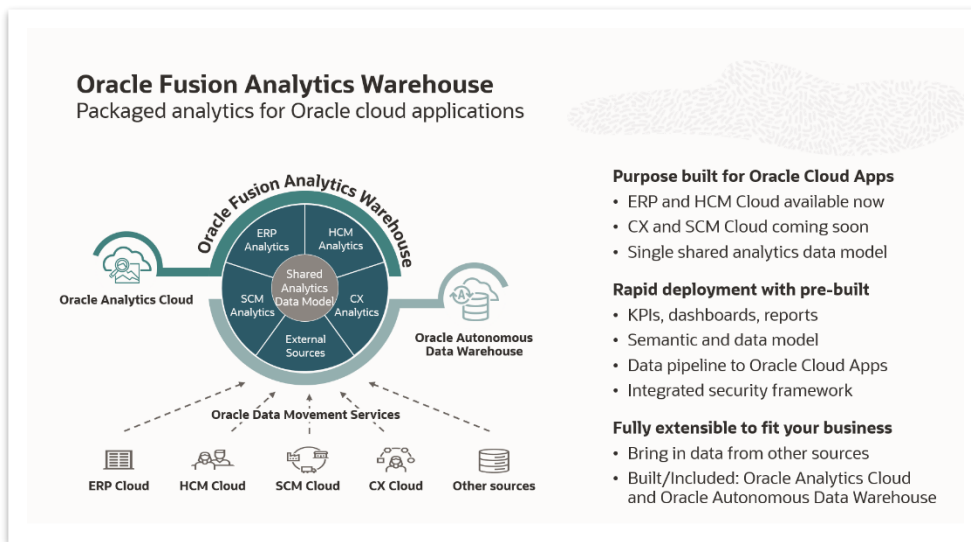 Oracle Fusion Analytics Warehouse
Packaged analytics for Oracle cloud applications
Oracle Fusion Analytics Warehouse
ERP
Analytics
HCM
Analytics
Shared
Analytics
Data Model
SCM
Analytics
CX
Analytics
External
Sources
Oracle Analytics Cloud
A
Oracle Autonomous
Data Warehouse
Oracle Data Movement Services
ERP Cloud
HCM Cloud
SCM Cloud
CX Cloud
Other sources
Purpose built for Oracle Cloud Apps
• ERP and HCM Cloud available now
• CX and SCM Cloud coming soon
• Single shared analytics data model
Rapid deployment with pre-built
• KPIs, dashboards, reports
• Semantic and data model
• Data pipeline to Oracle Cloud Apps
• Integrated security framework
Fully extensible to fit your business
• Bring in data from other sources
• Built/Included: Oracle Analytics Cloud
and Oracle Autonomous Data Warehouse